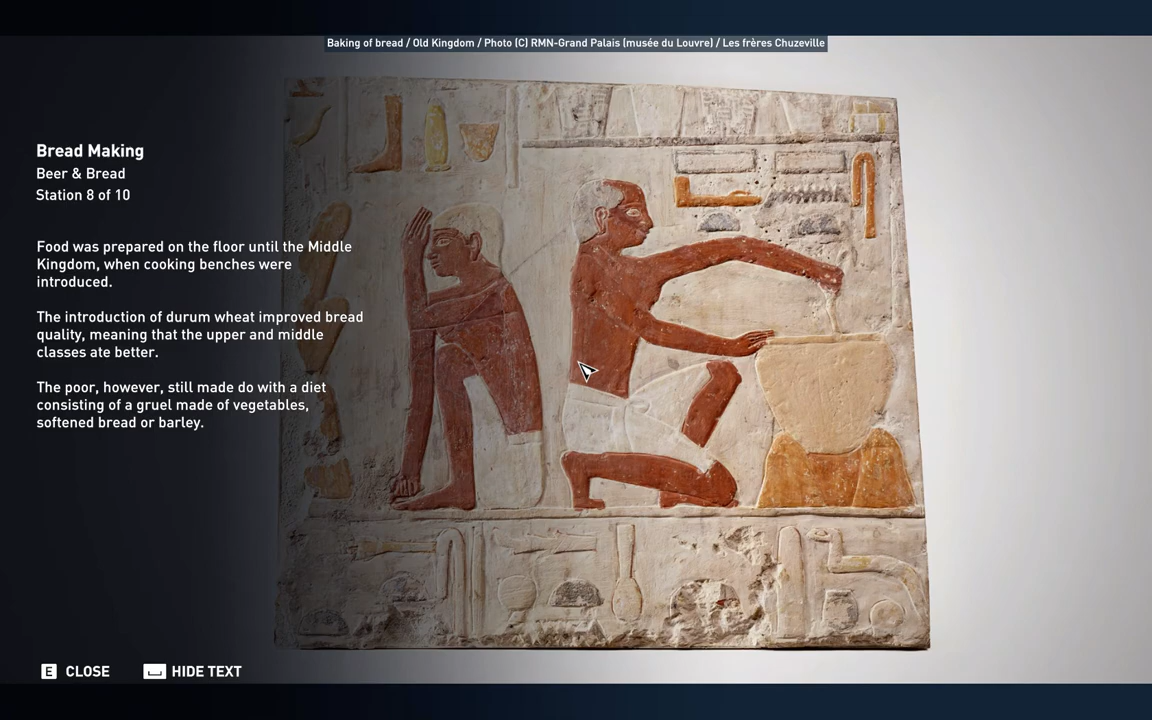 Baking of bread / Old Kingdom / Photo (C) RMN-Grand Palais (musée du Louvre) / Les frères Chuzeville
Bread Making
Beer & Bread
Station 8 of 10
Food was prepared on the floor until the Middle
Kingdom, when cooking benches were
introduced.
The introduction of durum wheat improved bread
quality, meaning that the upper and middle
classes ate better.
The poor, however, still made do with a diet
consisting of a gruel made of vegetables,
softened bread or barley.
E CLOSE
HIDE TEXT